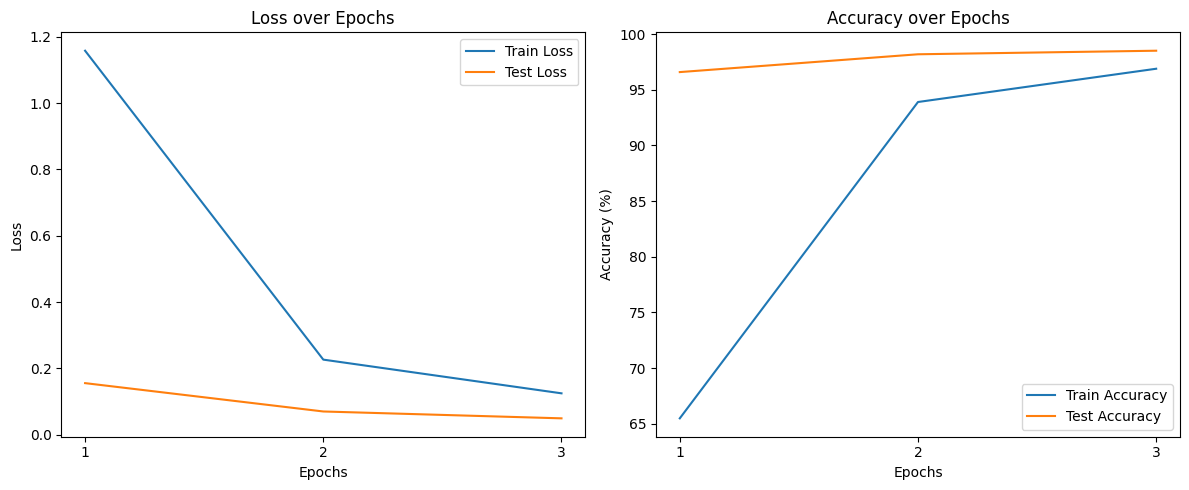 Loss over Epochs
1.2
1.0
0.8
0.6
0.4
0.2
0.0
Loss
Train Loss
Test Loss
1
2
3
Epochs
Accuracy over Epochs
100
95
90
85
80
75
70
65
Accuracy (%)
Train Accuracy
Test Accuracy
1
2
3
Epochs